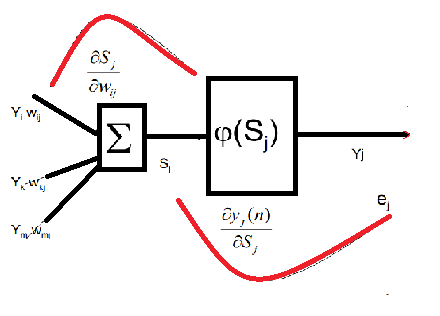 ∂S_j / ∂w_ij
Y_i w_ij
Σ
φ(S_j)
S_j
Y_j
Y_k w_kj
∂y_j(n) / ∂S_j
e_j
Y_m w_mj